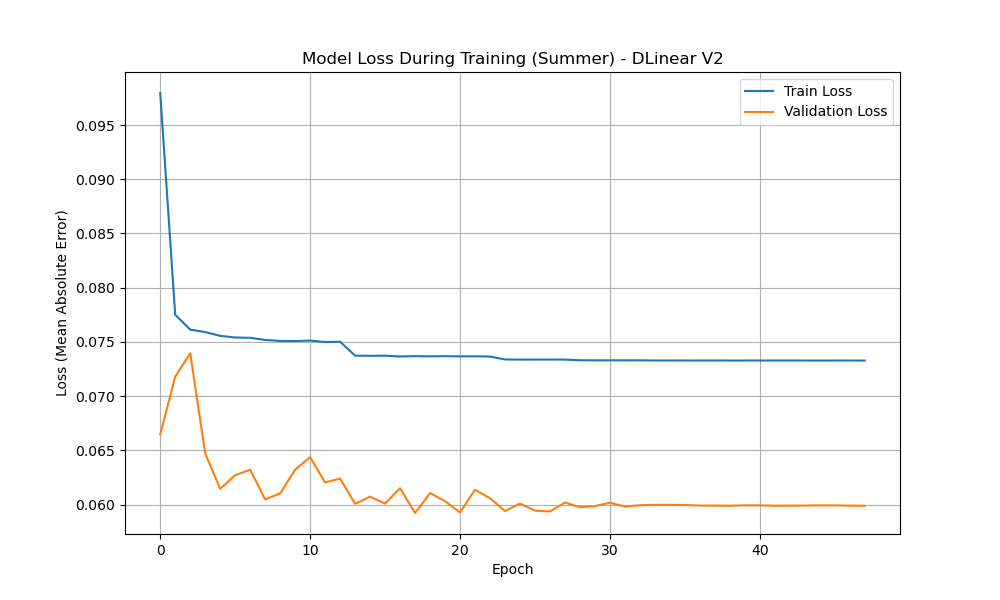 Model Loss During Training (Summer) - DLinear V2
Train Loss
Validation Loss
Loss (Mean Absolute Error)
0.095
0.090
0.085
0.080
0.075
0.070
0.065
0.060
0 10 20 30 40
Epoch